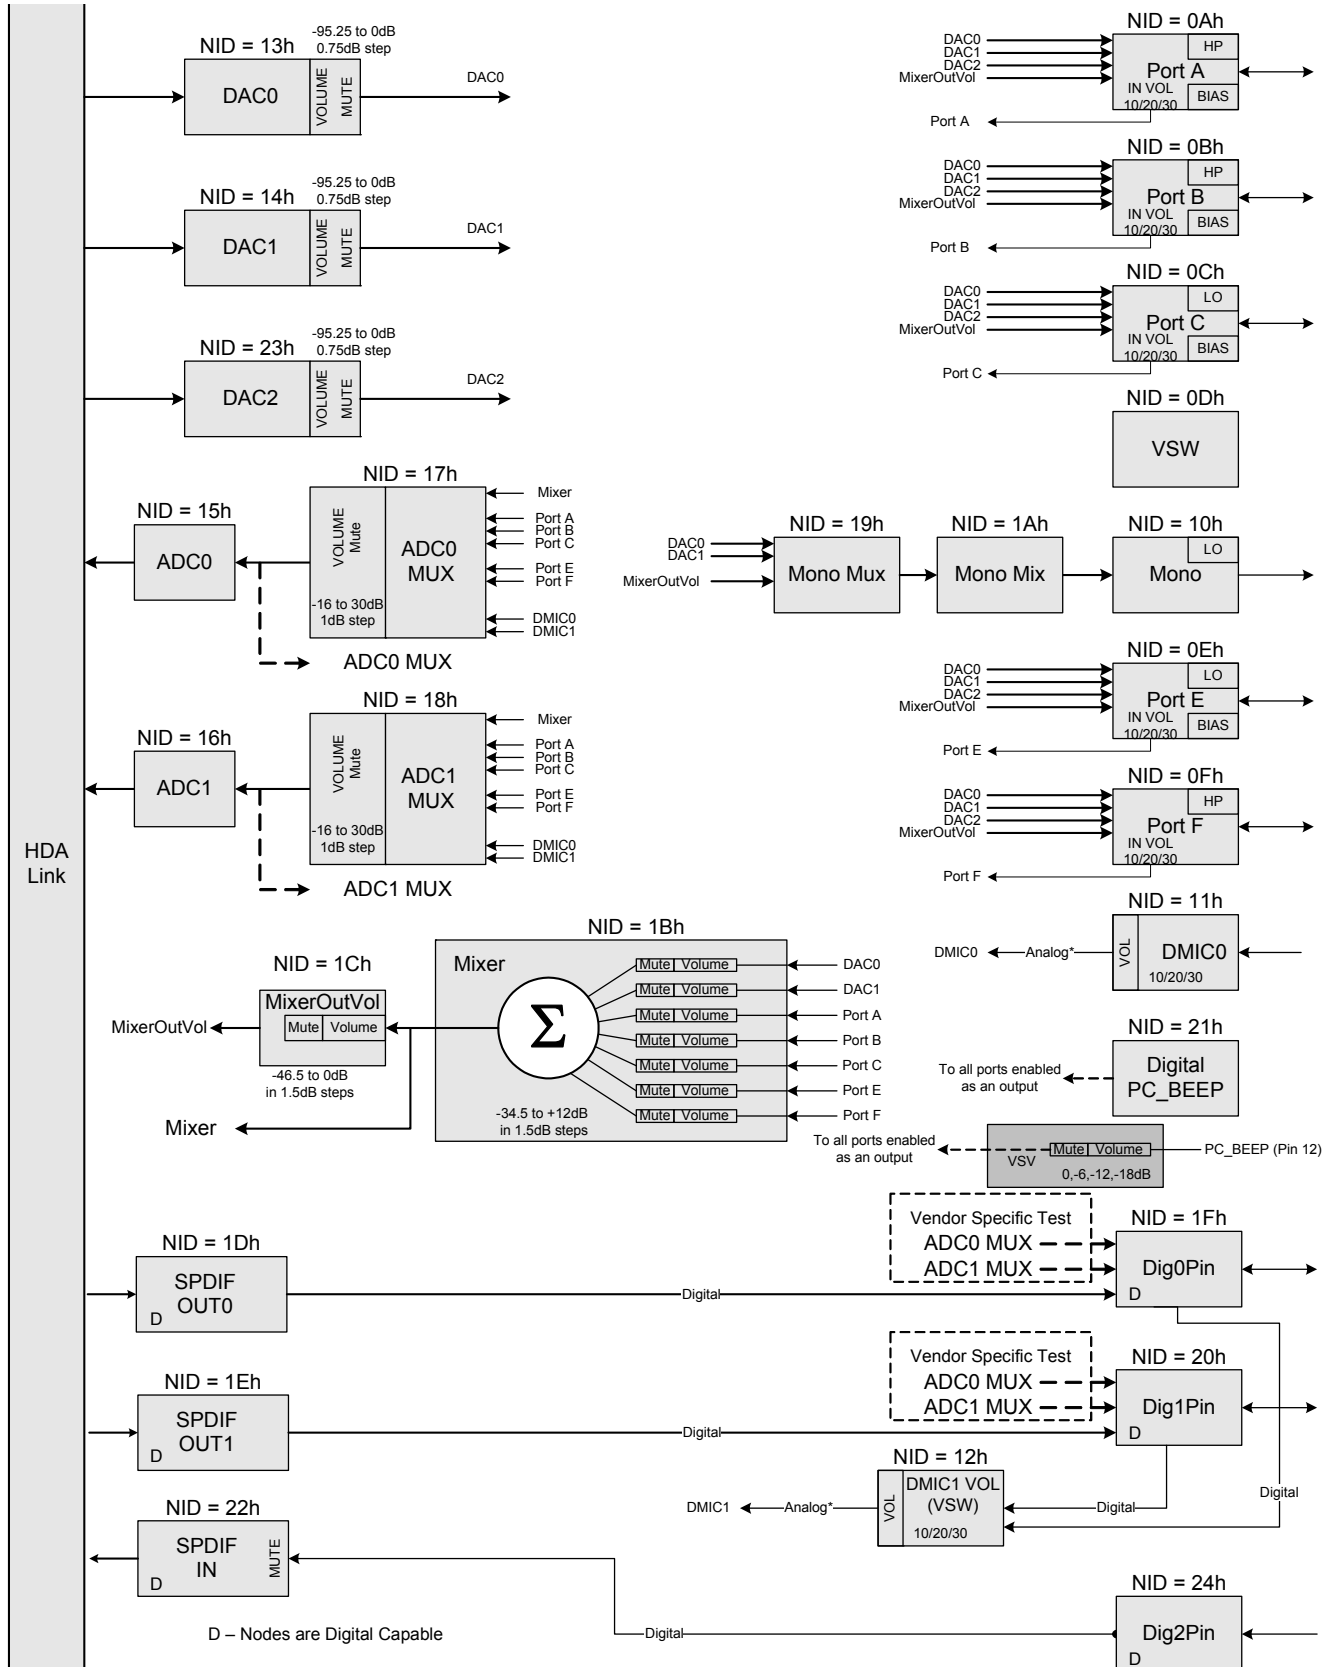 HDA
Link
NID = 13h
-95.25 to 0dB
0.75dB step
DAC0
VOLUME
MUTE
DAC0
NID = 14h
-95.25 to 0dB
0.75dB step
DAC1
VOLUME
MUTE
DAC1
NID = 23h
-95.25 to 0dB
0.75dB step
DAC2
VOLUME
MUTE
DAC2
NID = 17h
NID = 15h
ADC0
VOLUME
Mute
ADC0
MUX
-16 to 30dB
1dB step
Mixer
Port A
Port B
Port C
Port E
Port F
DMIC0
DMIC1
ADC0 MUX
NID = 18h
NID = 16h
ADC1
VOLUME
Mute
ADC1
MUX
-16 to 30dB
1dB step
Mixer
Port A
Port B
Port C
Port E
Port F
DMIC0
DMIC1
ADC1 MUX
NID = 0Ah
DAC0
DAC1
DAC2
MixerOutVol
HP
Port A
IN VOL
10/20/30
BIAS
Port A
NID = 0Bh
DAC0
DAC1
DAC2
MixerOutVol
HP
Port B
IN VOL
10/20/30
BIAS
Port B
NID = 0Ch
DAC0
DAC1
DAC2
MixerOutVol
LO
Port C
IN VOL
10/20/30
BIAS
Port C
NID = 0Dh
VSW
NID = 19h
DAC0
DAC1
MixerOutVol
Mono Mux
NID = 1Ah
Mono Mix
NID = 10h
LO
Mono
NID = 0Eh
DAC0
DAC1
DAC2
MixerOutVol
LO
Port E
IN VOL
10/20/30
BIAS
Port E
NID = 0Fh
DAC0
DAC1
DAC2
MixerOutVol
HP
Port F
IN VOL
10/20/30
Port F
NID = 11h
DMIC0
Analog*
VOL
DMIC0
10/20/30
NID = 1Bh
Mixer
Σ
Mute Volume
DAC0
Mute Volume
DAC1
Mute Volume
Port A
Mute Volume
Port B
Mute Volume
Port C
Mute Volume
Port E
Mute Volume
Port F
-34.5 to +12dB
in 1.5dB steps
NID = 1Ch
MixerOutVol
Mute Volume
MixerOutVol
-46.5 to 0dB
in 1.5dB steps
Mixer
NID = 21h
Digital
PC_BEEP
To all ports enabled
as an output
To all ports enabled
as an output
VSV
Mute Volume
0,-6,-12,-18dB
PC_BEEP (Pin 12)
NID = 1Dh
SPDIF
OUT0
D
Digital
Vendor Specific Test
ADC0 MUX
ADC1 MUX
NID = 1Fh
Dig0Pin
D
NID = 1Eh
SPDIF
OUT1
D
Digital
Vendor Specific Test
ADC0 MUX
ADC1 MUX
NID = 20h
Dig1Pin
D
NID = 12h
DMIC1
Analog*
VOL
DMIC1 VOL
(VSW)
10/20/30
Digital
Digital
NID = 22h
SPDIF
IN
MUTE
D
Digital
NID = 24h
Dig2Pin
D
D – Nodes are Digital Capable